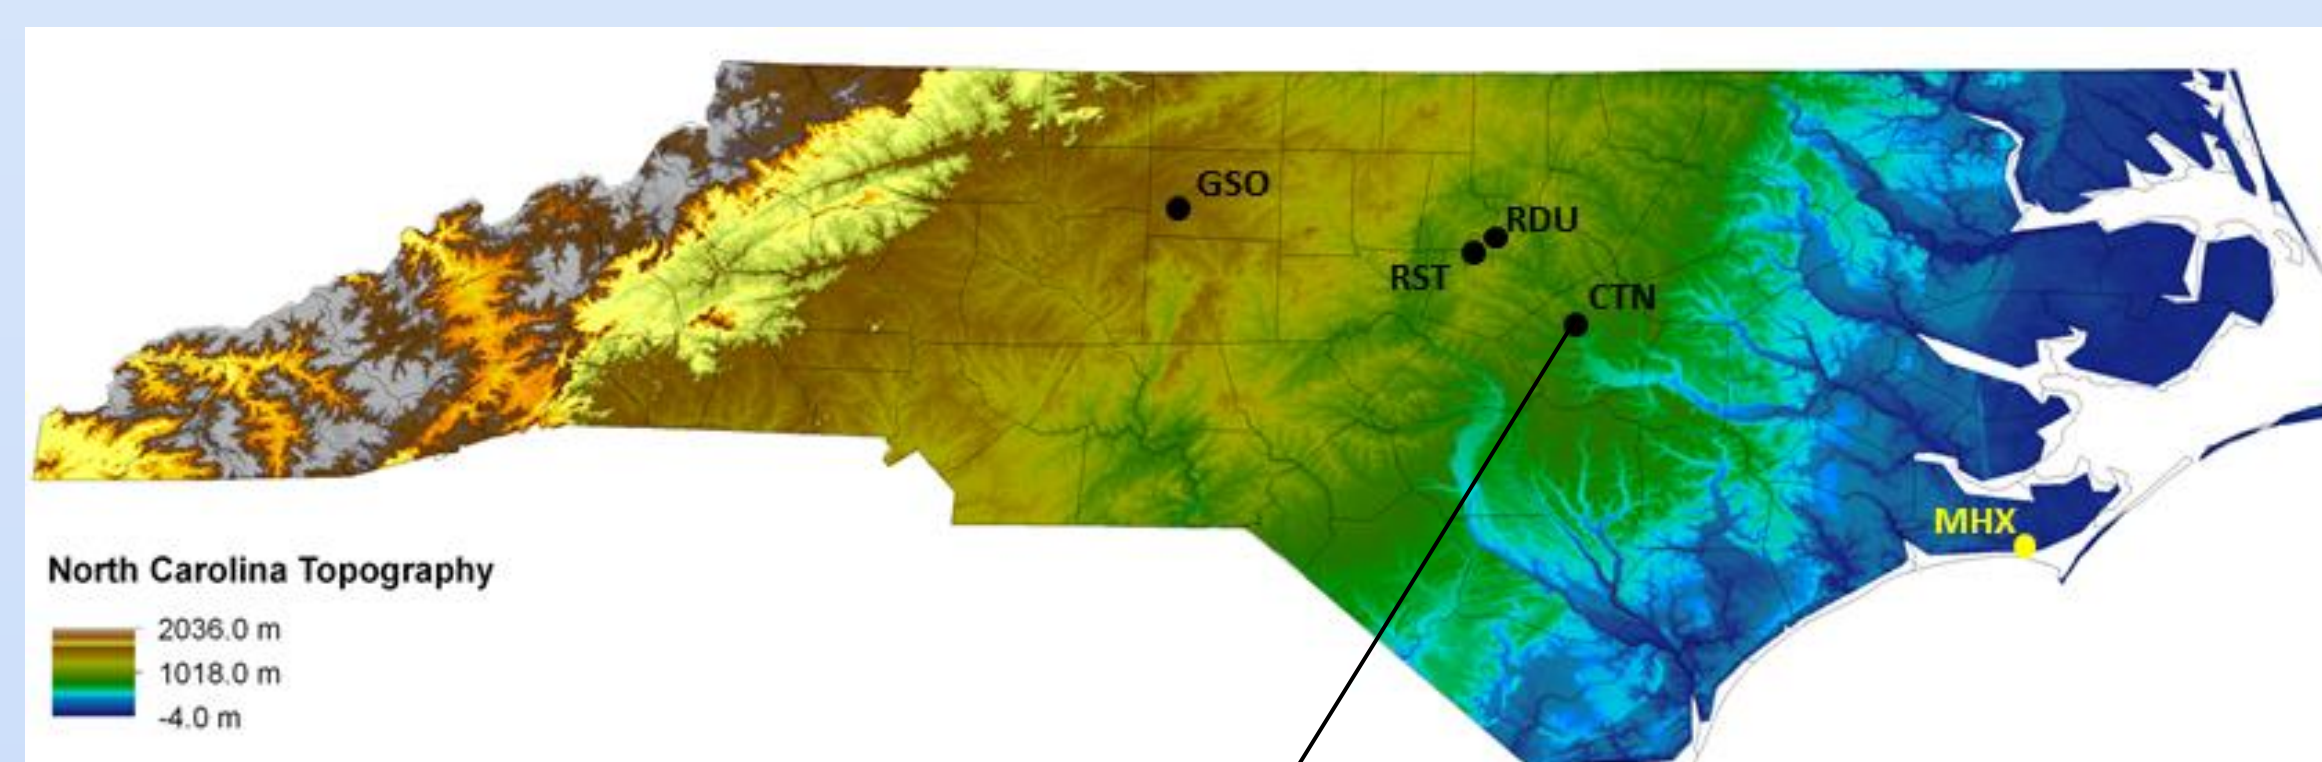 GSO
RDU
RST
CTN
MHX
North Carolina Topography
2036.0 m
1018.0 m
-4.0 m